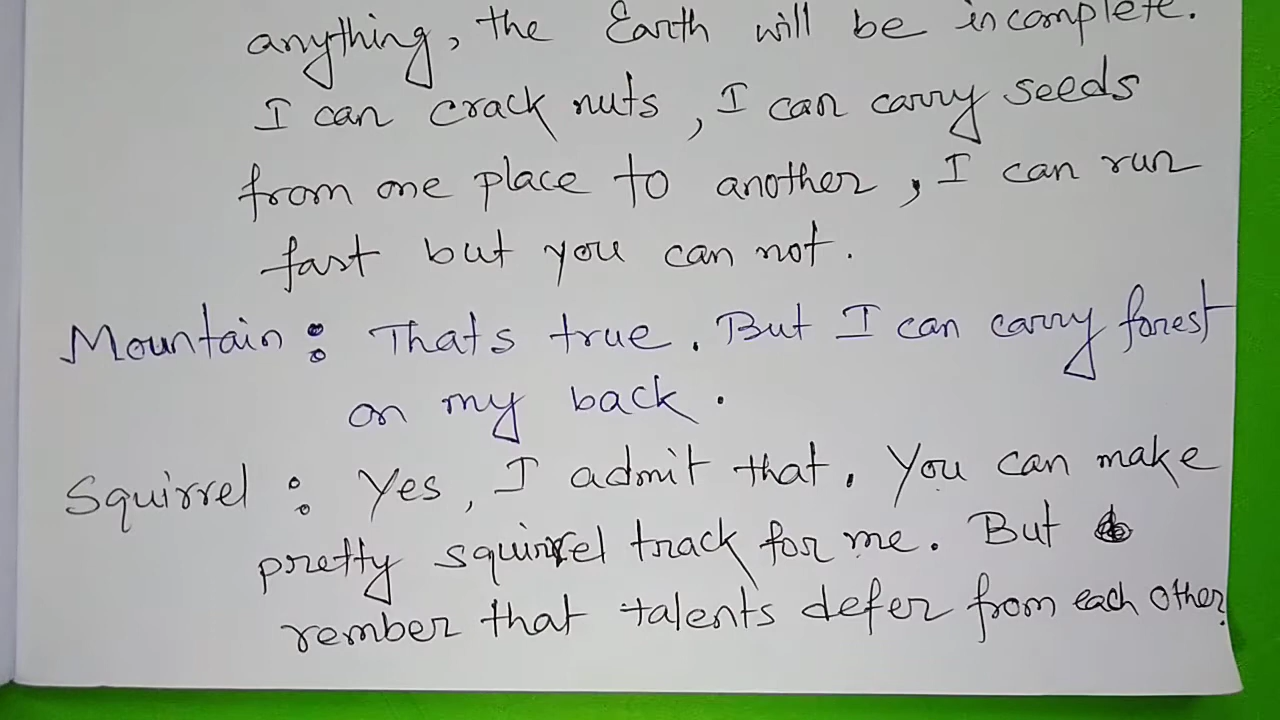 anything, the Earth will be incomplete.
I can crack nuts, I can carry seeds
from one place to another, I can run
fast but you can not.
Mountain: Thats true. But I can carry forest
on my back.
Squirrel: Yes, I admit that. You can make
pretty squirrel track for me. But
rember that talents defer from each other.